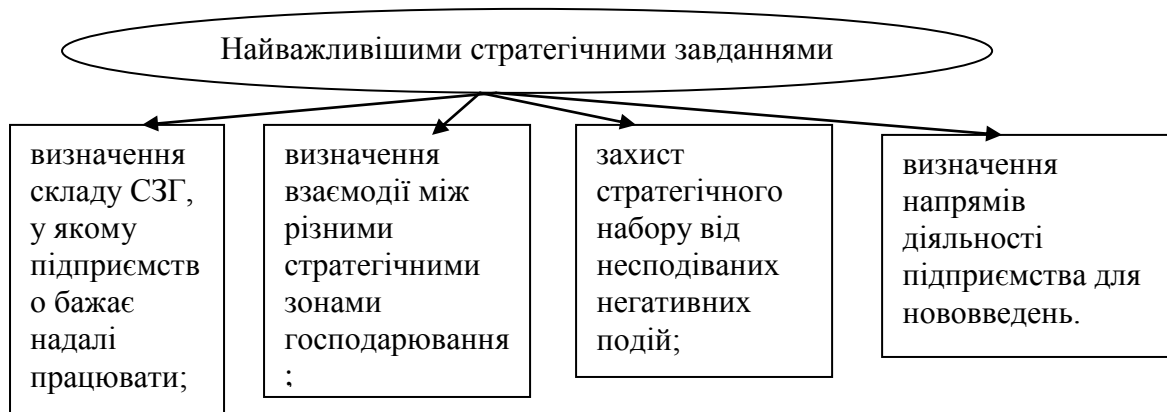 Найважливішими стратегічними завданнями
визначення
складу СЗГ,
у якому
підприємств
о бажає
надалі
працювати;
визначення
взаємодії між
різними
стратегічними
зонами
господарювання
;
захист
стратегічного
набору від
несподіваних
негативних
подій;
визначення
напрямів
діяльності
підприємства для
нововведень.